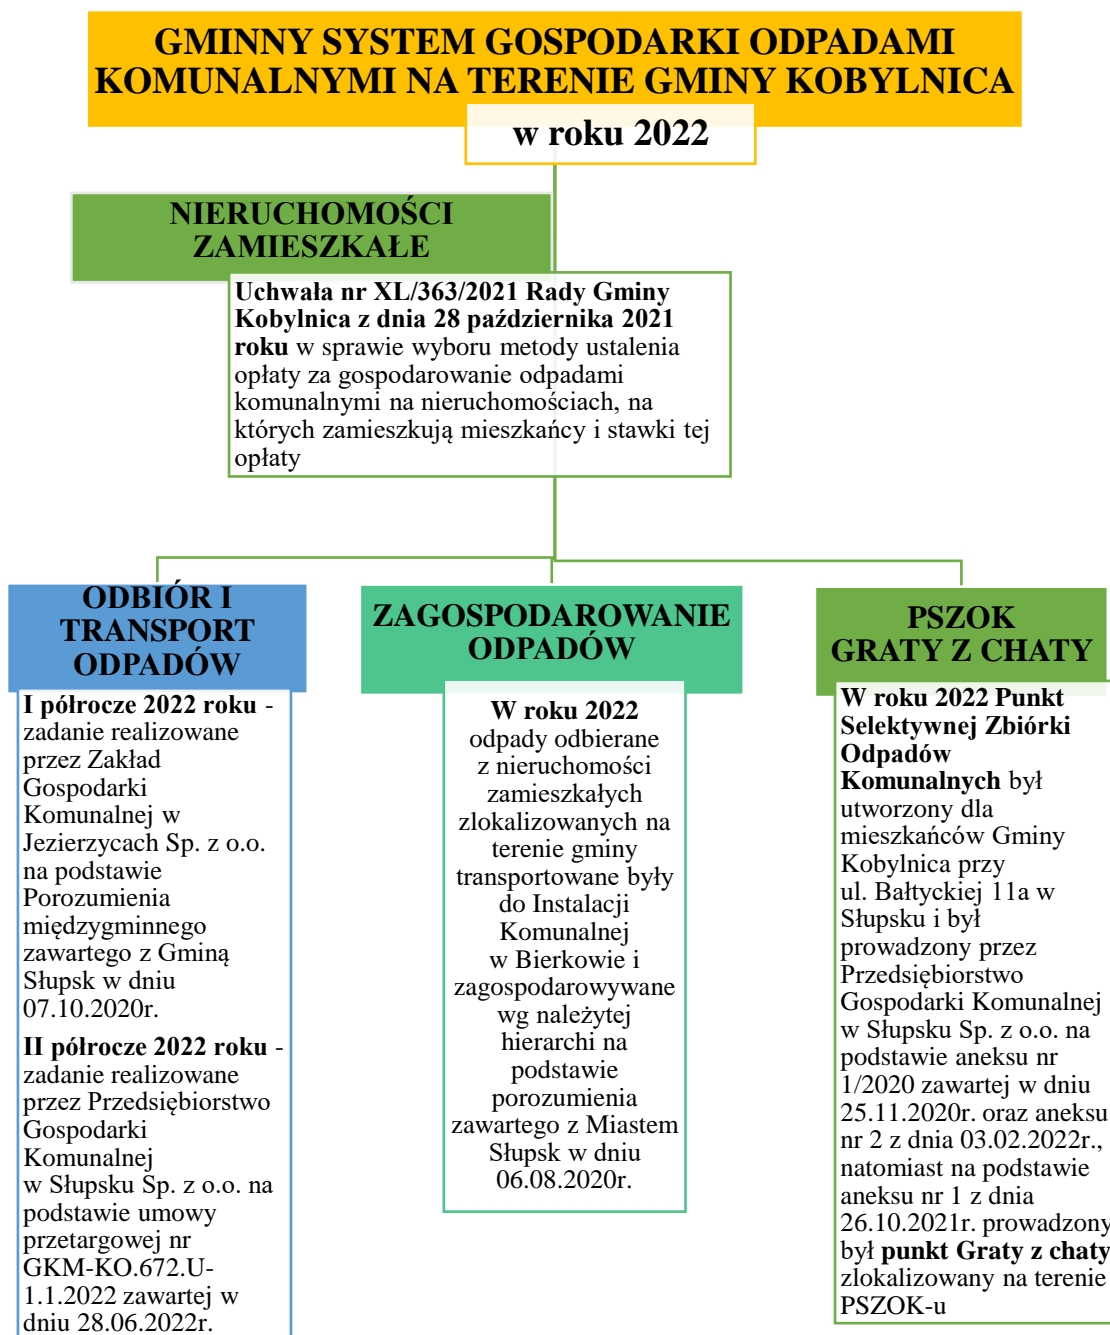 GMINNY SYSTEM GOSPODARKI ODPADAMI
KOMUNALNYMI NA TERENIE GMINY KOBYLNICA
w roku 2022
NIERUCHOMOŚCI
ZAMIESZKAŁE
Uchwała nr XL/363/2021 Rady Gminy
Kobylnica z dnia 28 października 2021
roku w sprawie wyboru metody ustalenia
opłaty za gospodarowanie odpadami
komunalnymi na nieruchomościach, na
których zamieszkują mieszkańcy i stawki tej
opłaty
ODBIÓR I
TRANSPORT
ODPADÓW
I półrocze 2022 roku -
zadanie realizowane
przez Zakład
Gospodarki
Komunalnej w
Jezierzycach Sp. z o.o.
na podstawie
Porozumienia
międzygminnego
zawartego z Gminą
Słupsk w dniu
07.10.2020r.
II półrocze 2022 roku -
zadanie realizowane
przez Przedsiębiorstwo
Gospodarki
Komunalnej
w Słupsku Sp. z o.o. na
podstawie umowy
przetargowej nr
GKM-KO.672.U-
1.1.2022 zawartej w
dniu 28.06.2022r.
ZAGOSPODAROWANIE
ODPADÓW
W roku 2022
odpady odbierane
z nieruchomości
zamieszkałych
zlokalizowanych na
terenie gminy
transportowane były
do Instalacji
Komunalnej
w Bierkowie i
zagospodarowywane
wg należytej
hierarchi na
podstawie
porozumienia
zawartego z Miastem
Słupsk w dniu
06.08.2020r.
PSZOK
GRATY Z CHATY
W roku 2022 Punkt
Selektywnej Zbiórki
Odpadów
Komunalnych był
utworzony dla
mieszkańców Gminy
Kobylnica przy
ul. Bałtyckiej 11a w
Słupsku i był
prowadzony przez
Przedsiębiorstwo
Gospodarki Komunalnej
w Słupsku Sp. z o.o. na
podstawie aneksu nr
1/2020 zawartej w dniu
25.11.2020r. oraz aneksu
nr 2 z dnia 03.02.2022r.,
natomiast na podstawie
aneksu nr 1 z dnia
26.10.2021r. prowadzony
był punkt Graty z chaty
zlokalizowany na terenie
PSZOK-u